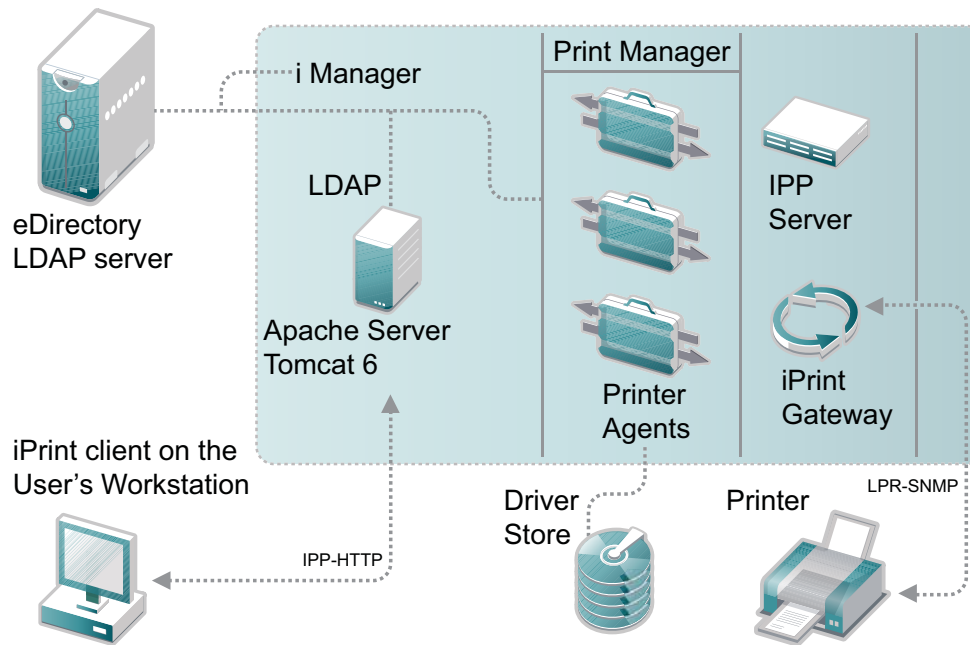 Print Manager
i Manager
LDAP
IPP
Server
eDirectory
LDAP server
Apache Server
Tomcat 6
Printer
Agents
iPrint
Gateway
iPrint client on the
User’s Workstation
Driver
Store
Printer
LPR-SNMP
IPP-HTTP